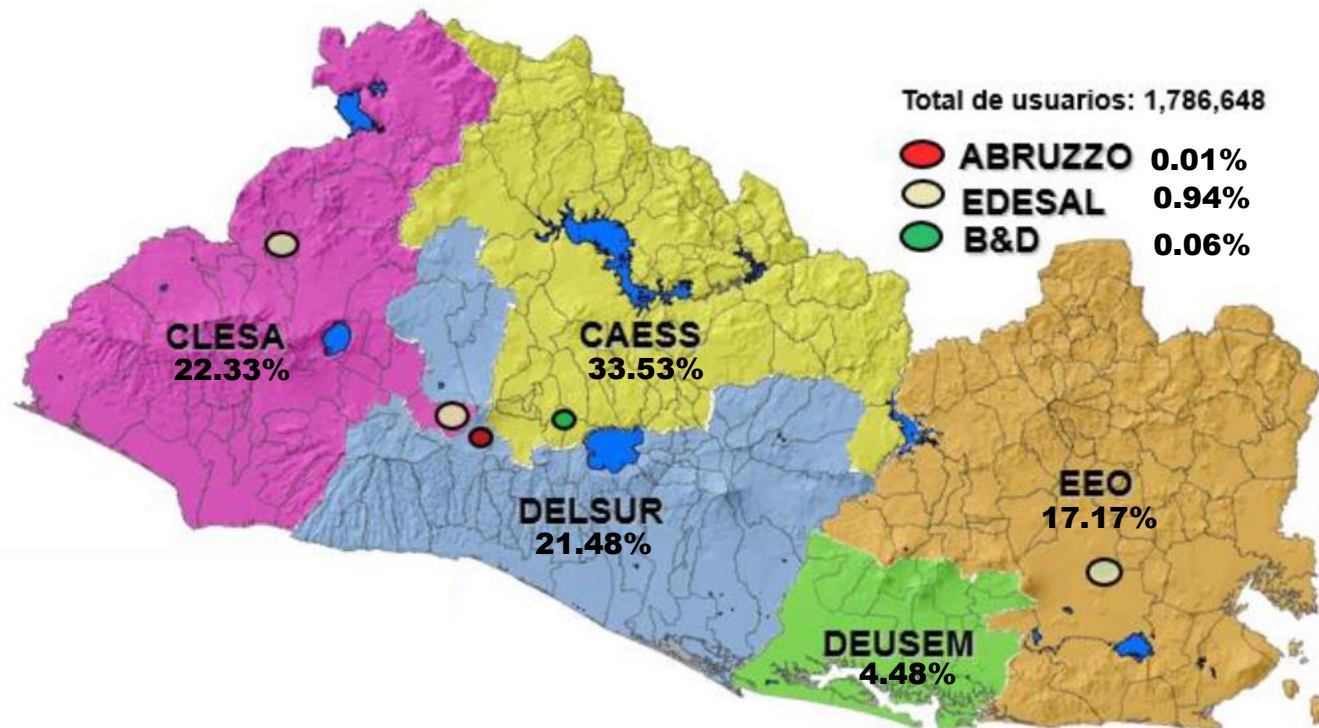 Total de usuarios: 1,786,648
ABRUZZO 0.01%
EDESAL 0.94%
B&D 0.06%
CLESA
22.33%
CAESS
33.53%
DELSUR
21.48%
EEO
17.17%
DEUSEM
4.48%